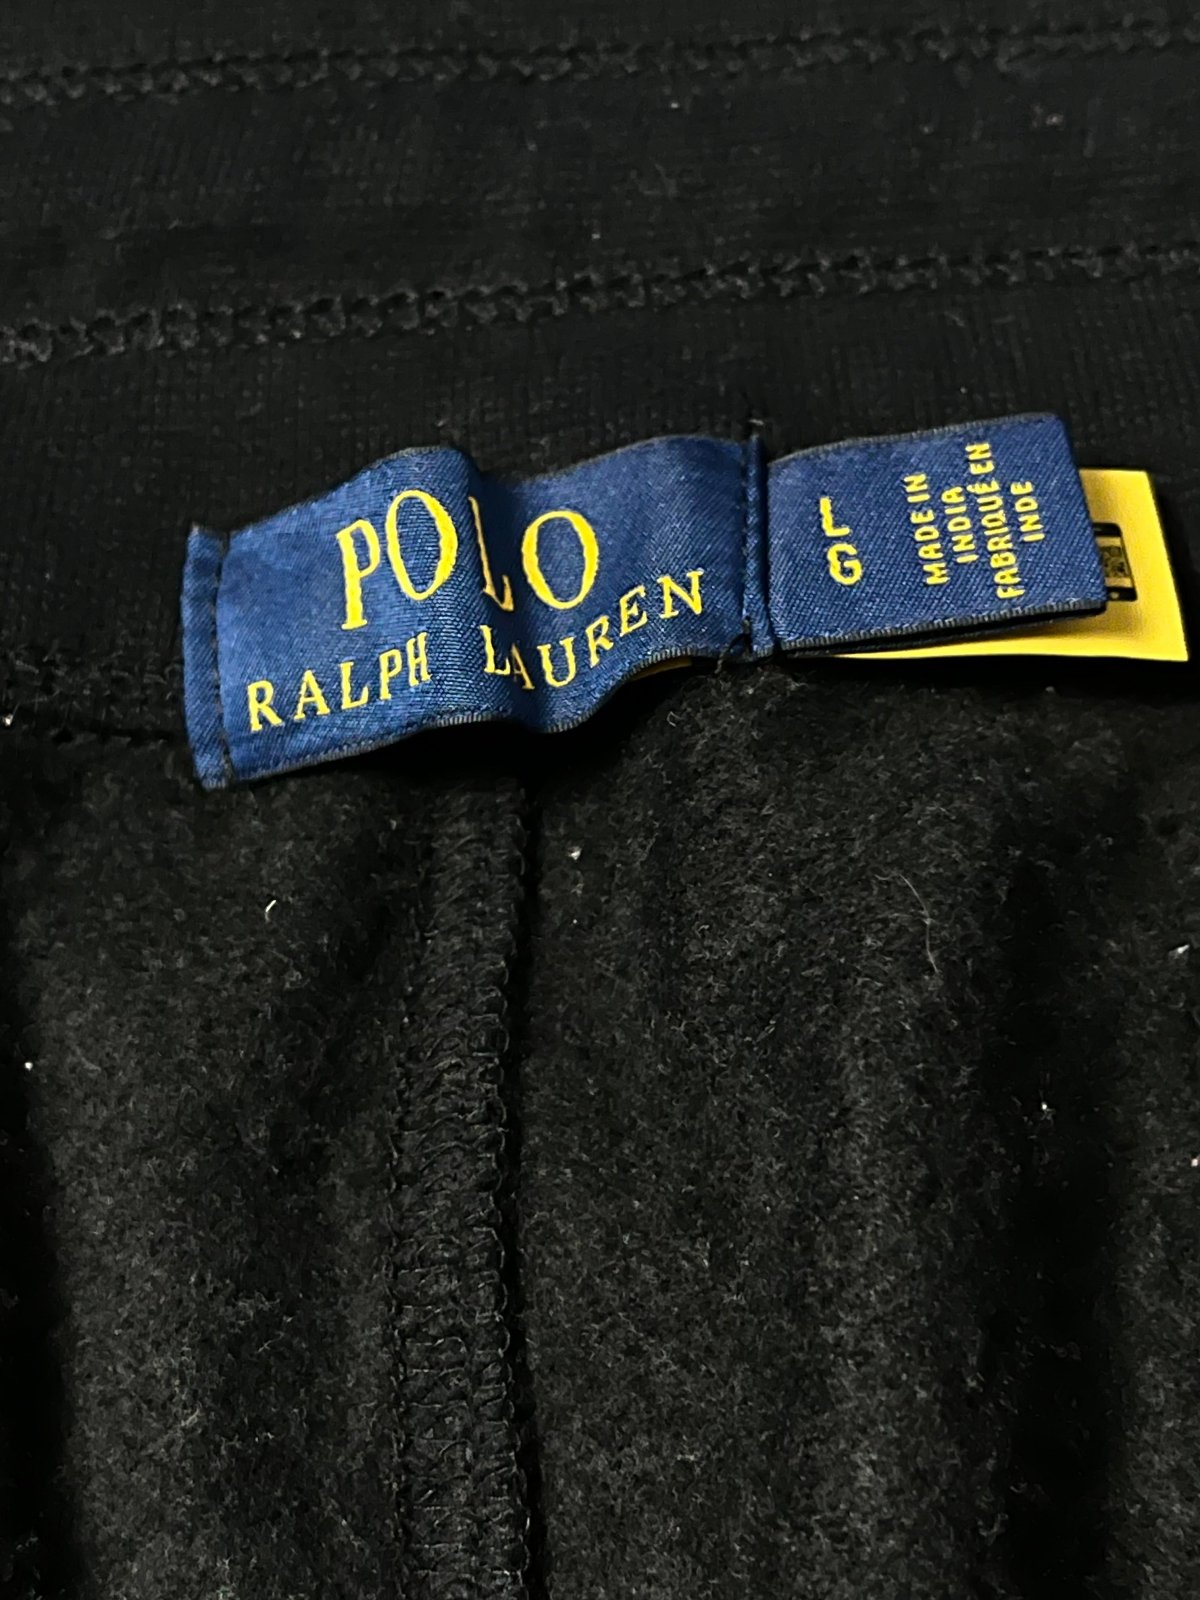 POLO
RALPH LAUREN
L
G
MADE IN
INDIA
FABRIQUÉ EN
INDE